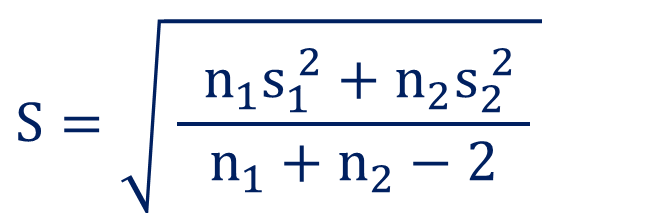 S = √((n₁s₁² + n₂s₂²)/(n₁ + n₂ − 2))